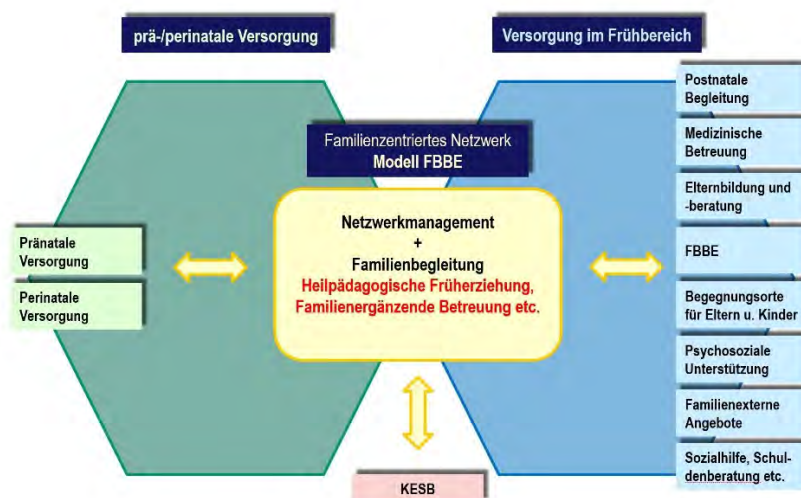 prä-/perinatale Versorgung
Versorgung im Frühbereich
Familienzentriertes Netzwerk
Modell FBBE
Netzwerkmanagement
+
Familienbegleitung
Heilpädagogische Früherziehung,
Familienergänzende Betreuung etc.
Pränatale
Versorgung
Perinatale
Versorgung
Postnatale
Begleitung
Medizinische
Betreuung
Elternbildung und
-beratung
FBBE
Begegnungsorte
für Eltern u. Kinder
Psychosoziale
Unterstützung
Familienexterne
Angebote
Sozialhilfe, Schul-
denberatung etc.
KESB